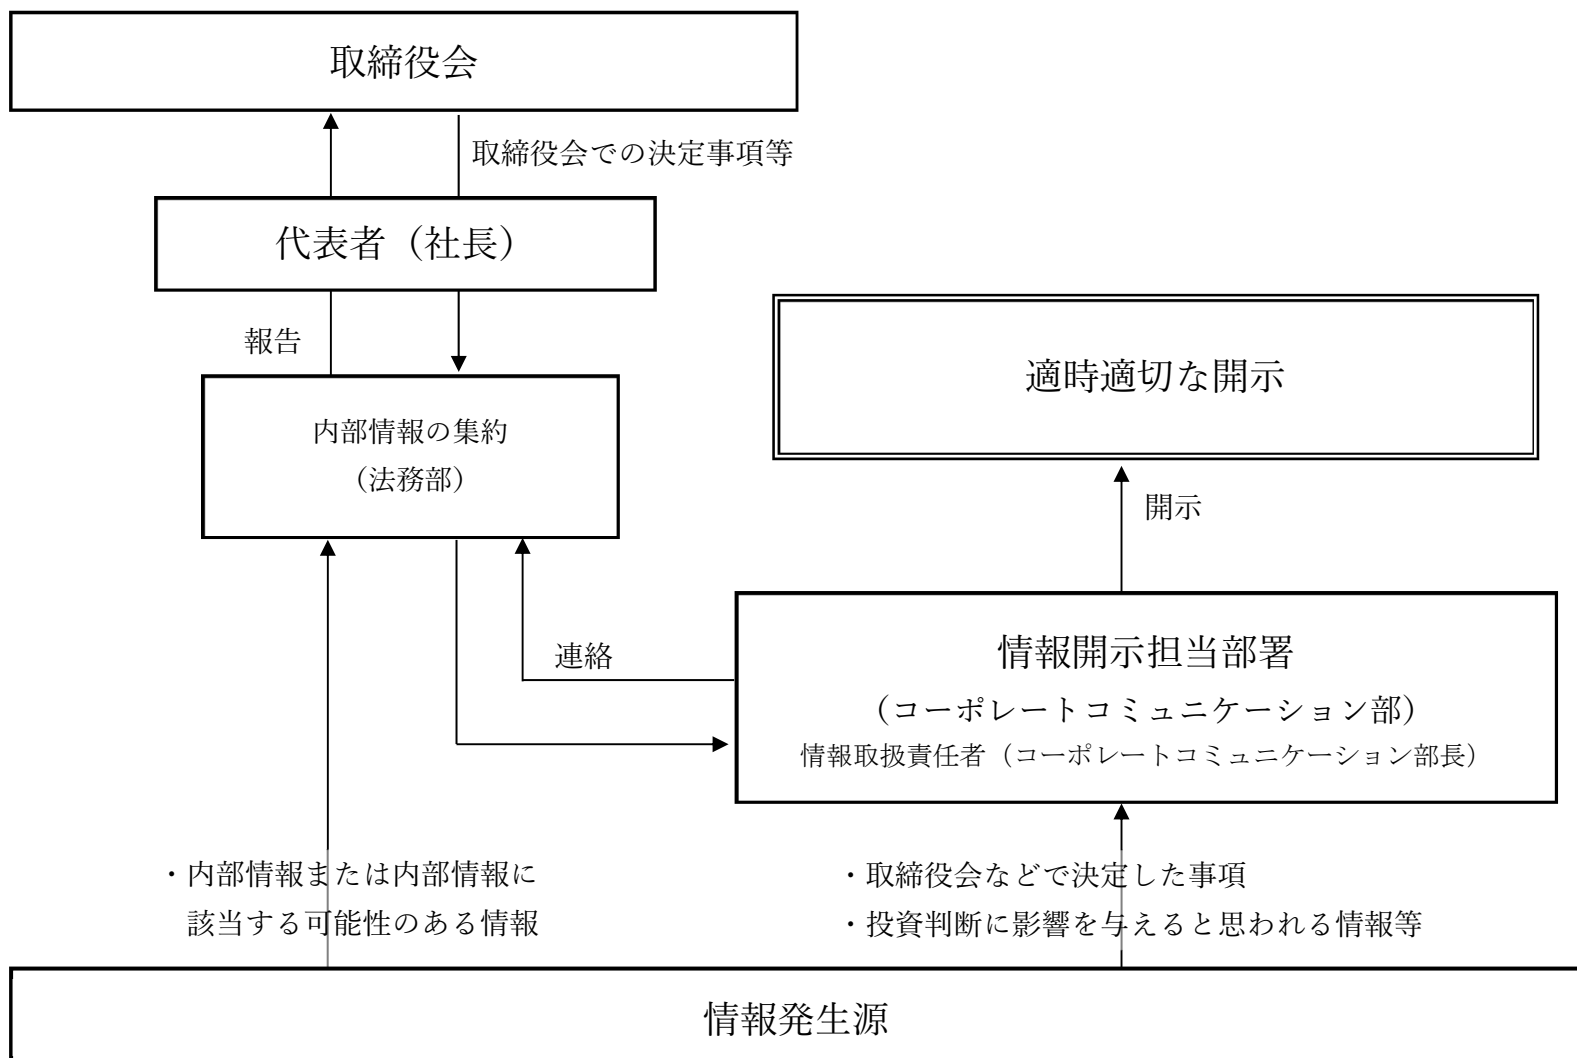 取締役会
取締役会での決定事項等
代表者（社長）
報告
内部情報の集約
（法務部）
適時適切な開示
開示
連絡
情報開示担当部署
（コーポレートコミュニケーション部）
情報取扱責任者（コーポレートコミュニケーション部長）
・内部情報または内部情報に
該当する可能性のある情報
・取締役会などで決定した事項
・投資判断に影響を与えると思われる情報等
情報発生源